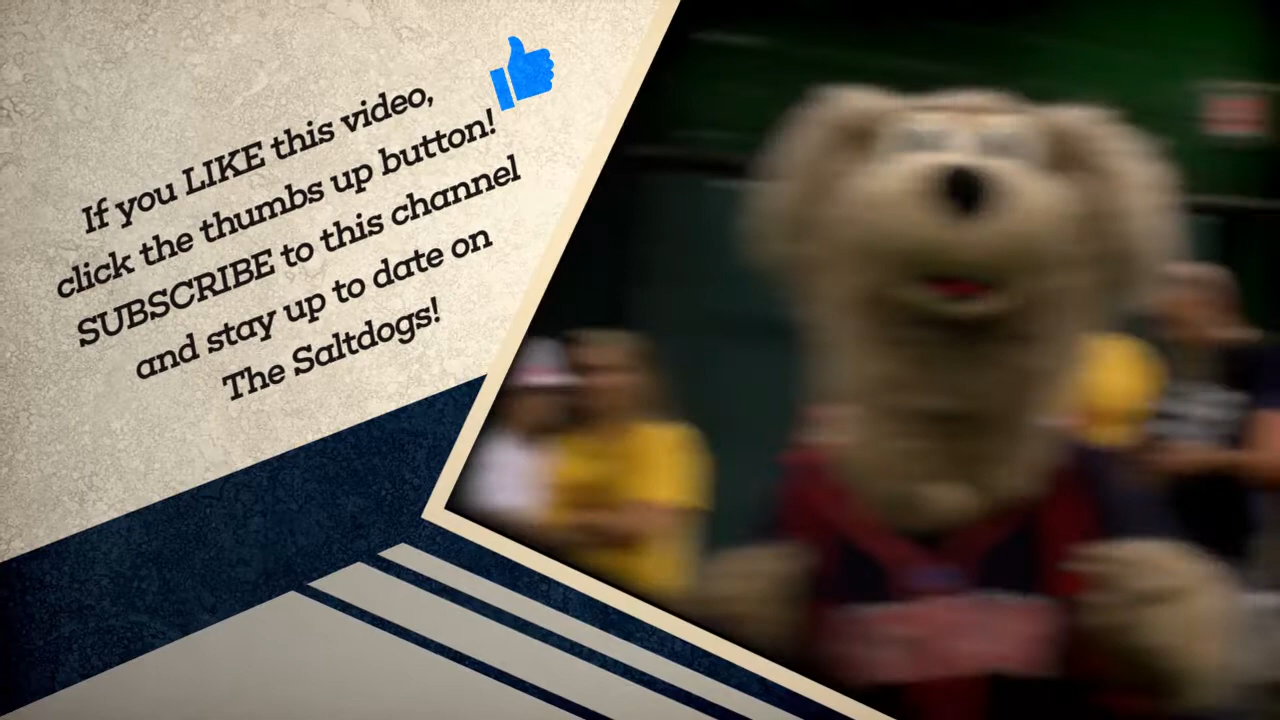 If you LIKE this video,
click the thumbs up button!
SUBSCRIBE to this channel
and stay up to date on
The Saltdogs!